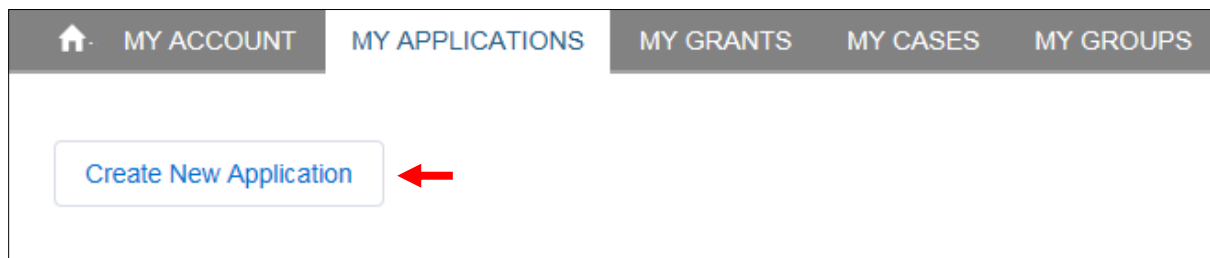 MY ACCOUNT MY APPLICATIONS MY GRANTS MY CASES MY GROUPS
Create New Application